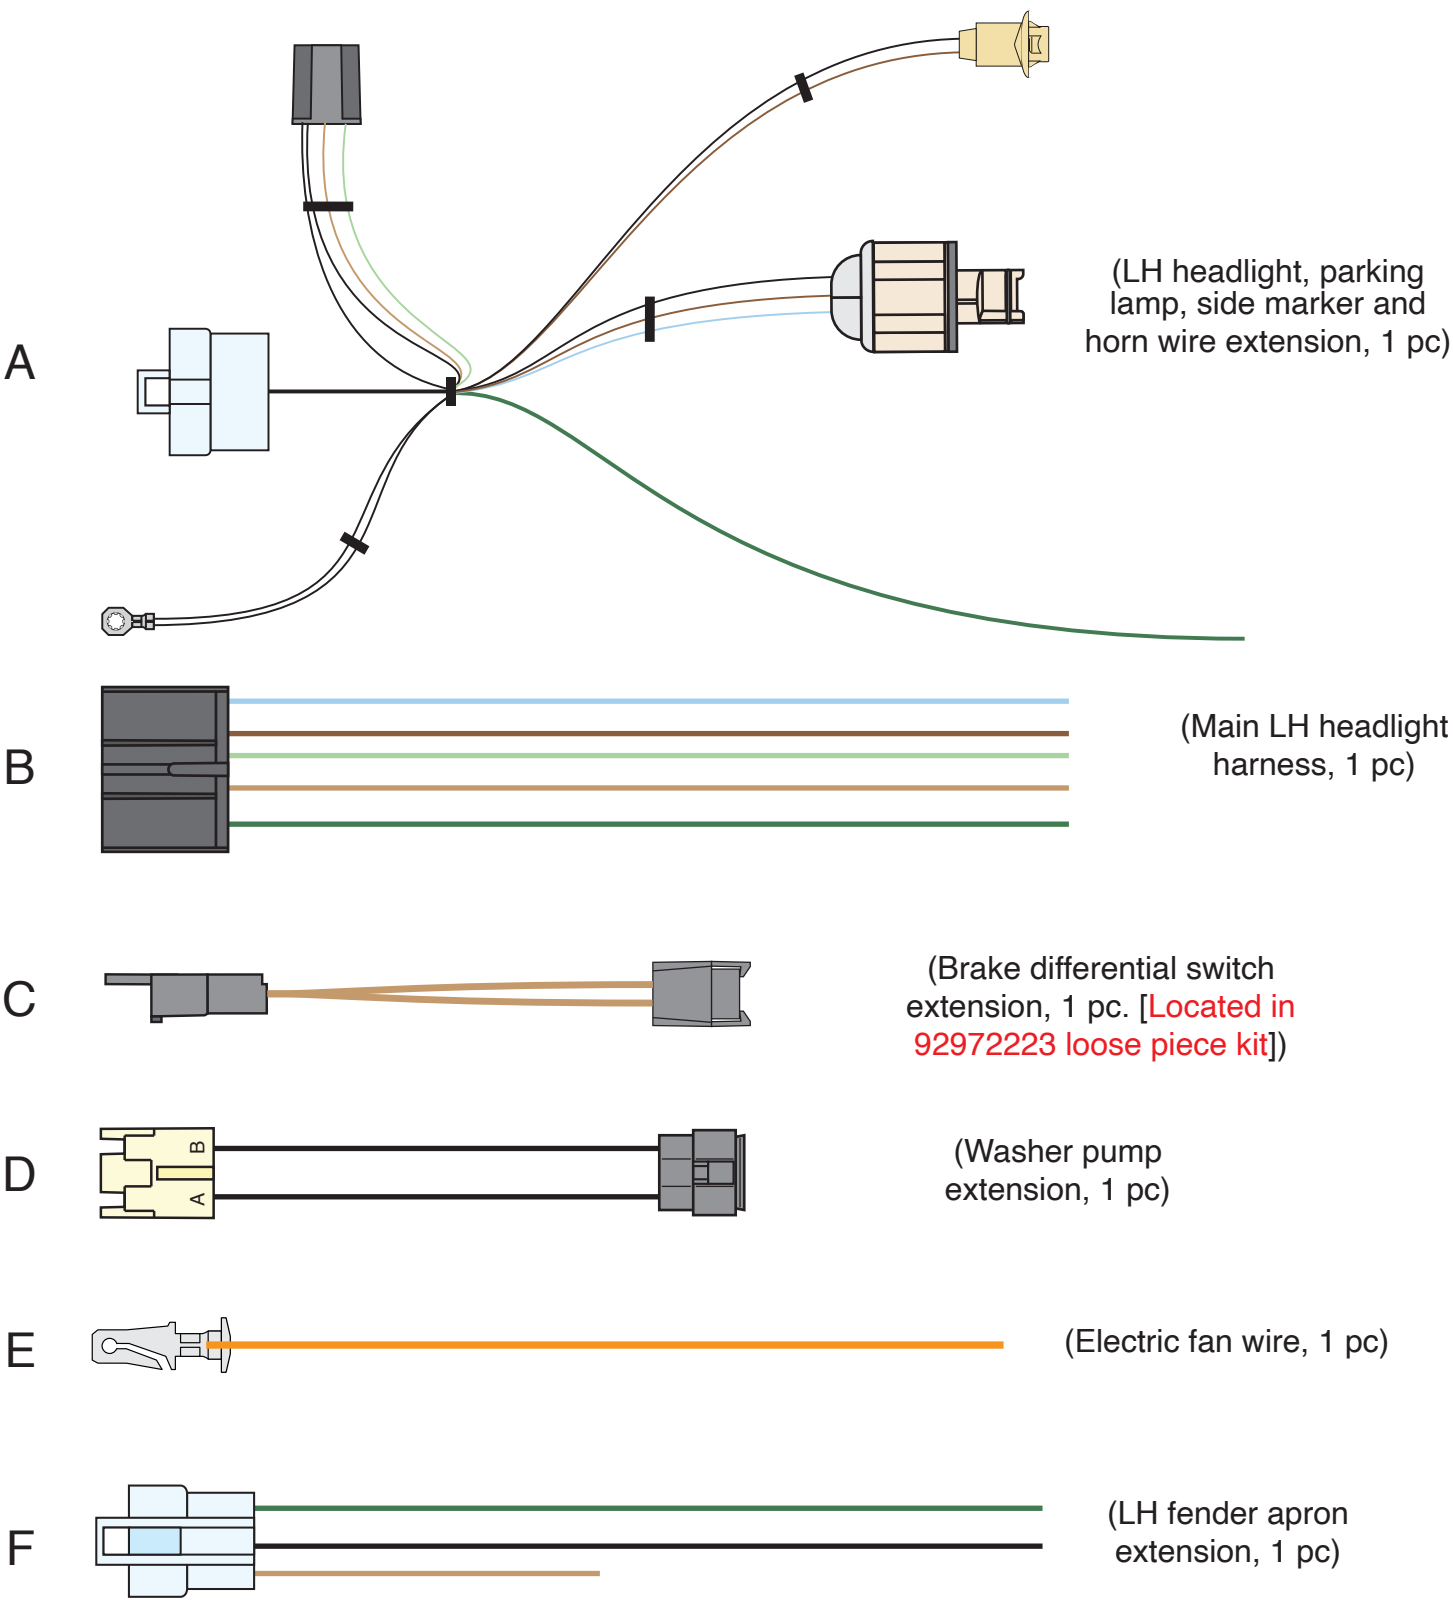 A
(LH headlight, parking
lamp, side marker and
horn wire extension, 1 pc)
B
(Main LH headlight
harness, 1 pc)
C
(Brake differential switch
extension, 1 pc. [Located in
92972223 loose piece kit])
D
B
A
(Washer pump
extension, 1 pc)
E
(Electric fan wire, 1 pc)
F
(LH fender apron
extension, 1 pc)